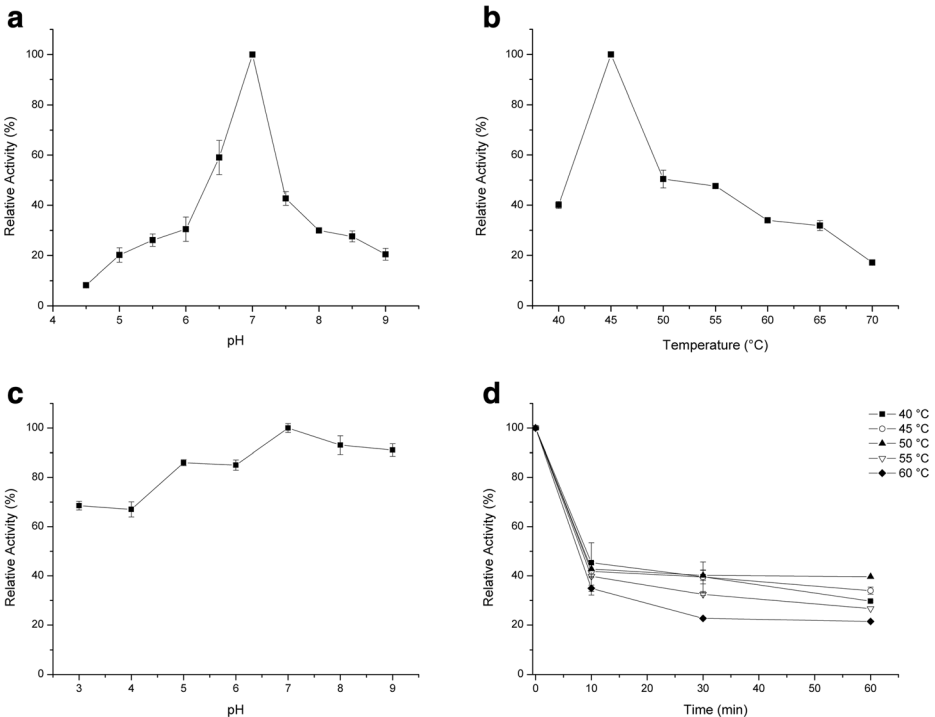 a
Relative Activity (%)
100
80
60
40
20
0
4 5 6 7 8 9
pH
b
Relative Activity (%)
100
80
60
40
20
0
40 45 50 55 60 65 70
Temperature (°C)
c
Relative Activity (%)
100
80
60
40
20
0
3 4 5 6 7 8 9
pH
d
40 °C
45 °C
50 °C
55 °C
60 °C
Relative Activity (%)
100
80
60
40
20
0
0 10 20 30 40 50 60
Time (min)